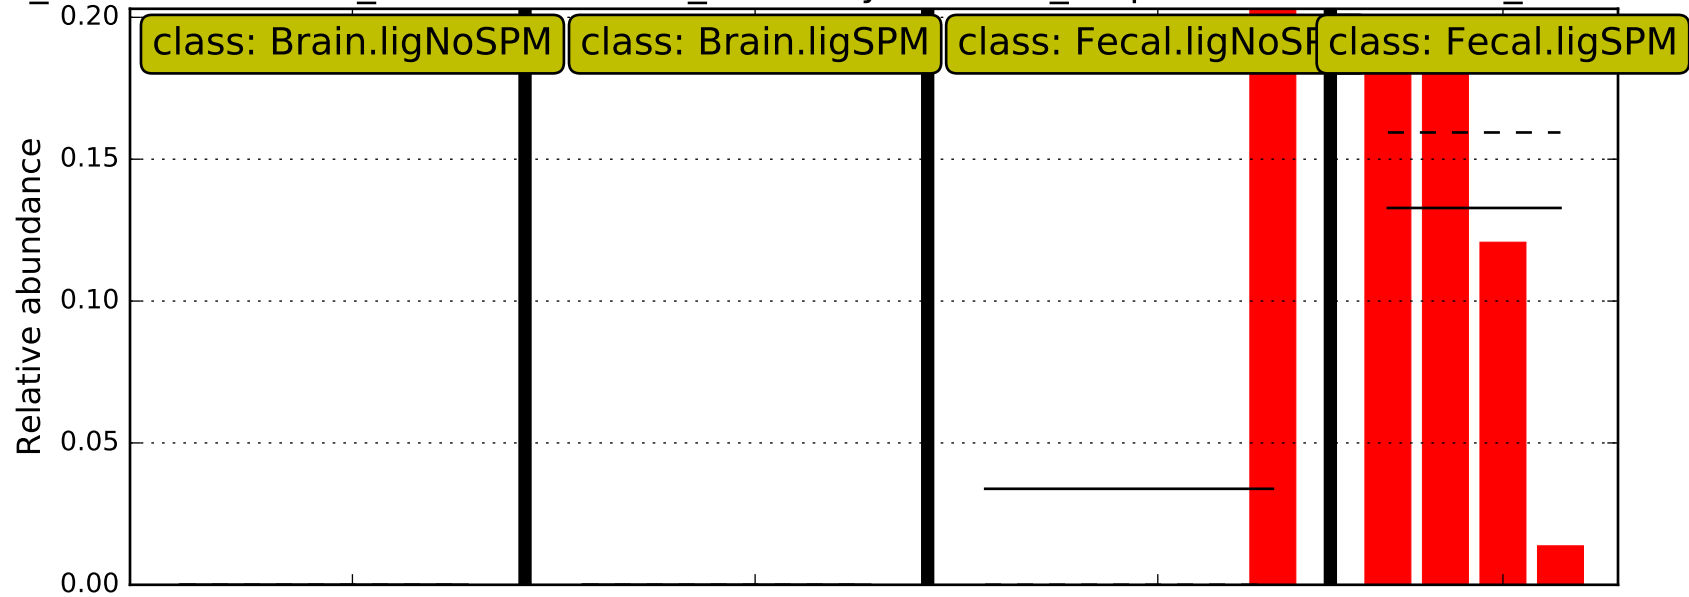 0.20
class: Brain.ligNoSPM class: Brain.ligSPM class: Fecal.ligNoSP class: Fecal.ligSPM
0.15
0.10
0.05
0.00
Relative abundance